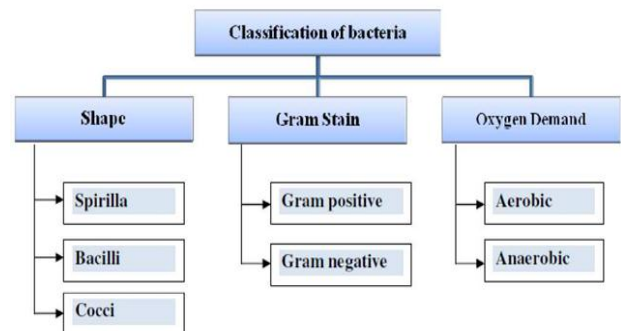 Classification of bacteria
Shape
Gram Stain
Oxygen Demand
Spirilla
Gram positive
Aerobic
Bacilli
Gram negative
Anaerobic
Cocci